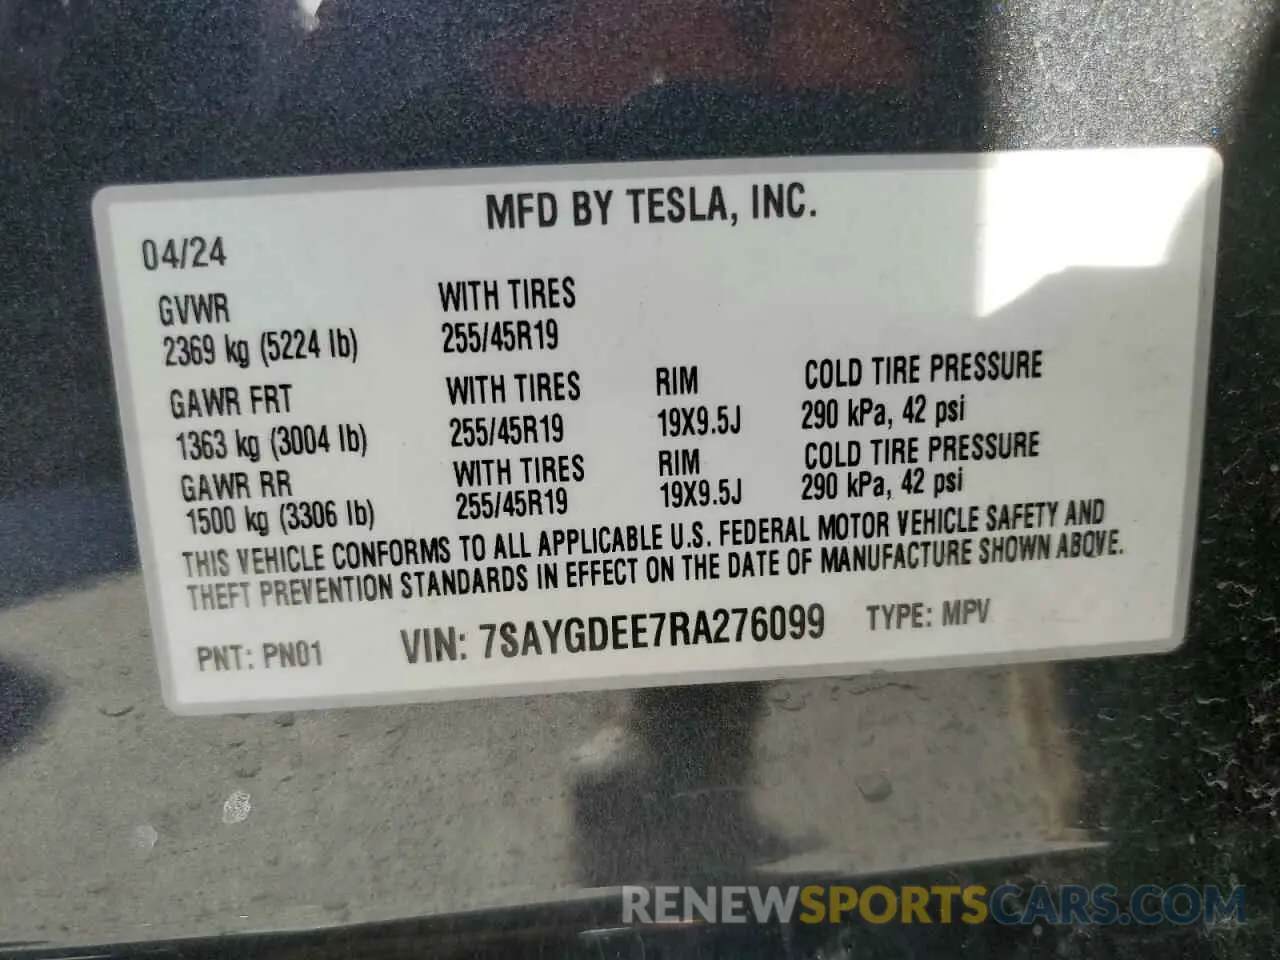 MFD BY TESLA, INC.
04/24
GVWR WITH TIRES
2369 kg (5224 lb) 255/45R19
GAWR FRT WITH TIRES RIM COLD TIRE PRESSURE
1363 kg (3004 lb) 255/45R19 19X9.5J 290 kPa, 42 psi
GAWR RR WITH TIRES RIM COLD TIRE PRESSURE
1500 kg (3306 lb) 255/45R19 19X9.5J 290 kPa, 42 psi
THIS VEHICLE CONFORMS TO ALL APPLICABLE U.S. FEDERAL MOTOR VEHICLE SAFETY AND
THEFT PREVENTION STANDARDS IN EFFECT ON THE DATE OF MANUFACTURE SHOWN ABOVE.
PNT: PN01 VIN: 7SAYGDEE7RA276099 TYPE: MPV
RENEWSPORTSCARS.COM